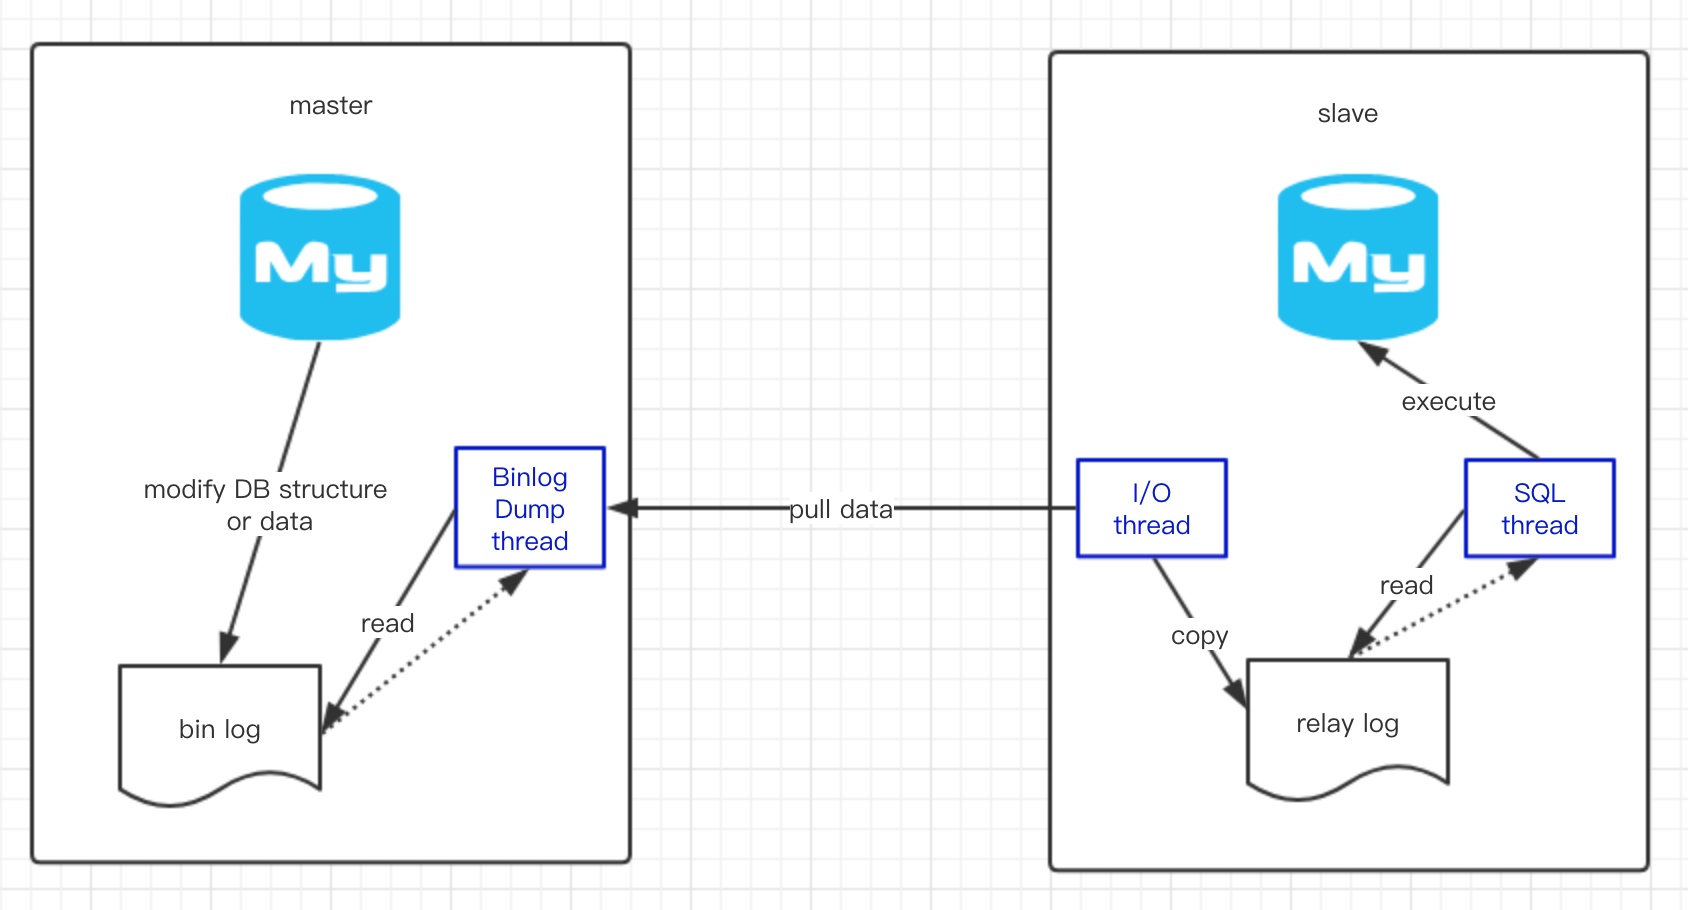 master
slave
My
My
execute
modify DB structure
or data
Binlog
Dump
thread
pull data
I/O
thread
SQL
thread
read
read
copy
bin log
relay log